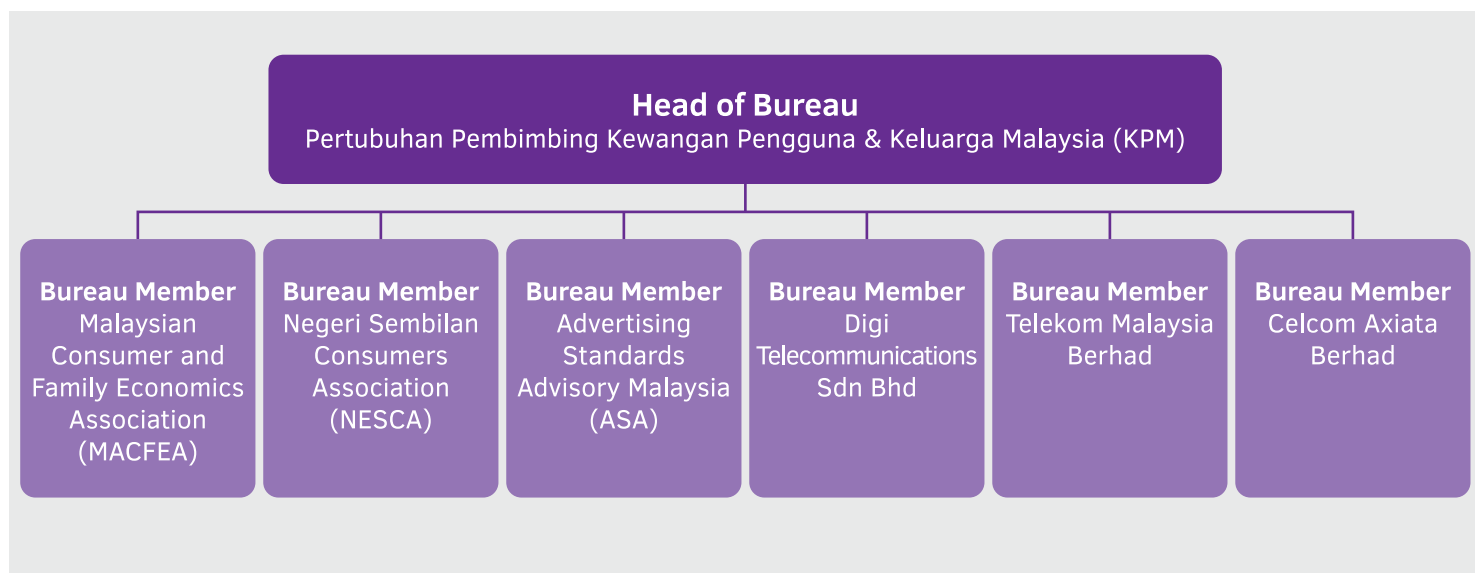 Head of Bureau
Pertubuhan Pembimbing Kewangan Pengguna & Keluarga Malaysia (KPM)
Bureau Member
Malaysian
Consumer and
Family Economics
Association
(MACFEA)
Bureau Member
Negeri Sembilan
Consumers
Association
(NESCA)
Bureau Member
Advertising
Standards
Advisory Malaysia
(ASA)
Bureau Member
Digi
Telecommunications
Sdn Bhd
Bureau Member
Telekom Malaysia
Berhad
Bureau Member
Celcom Axiata
Berhad